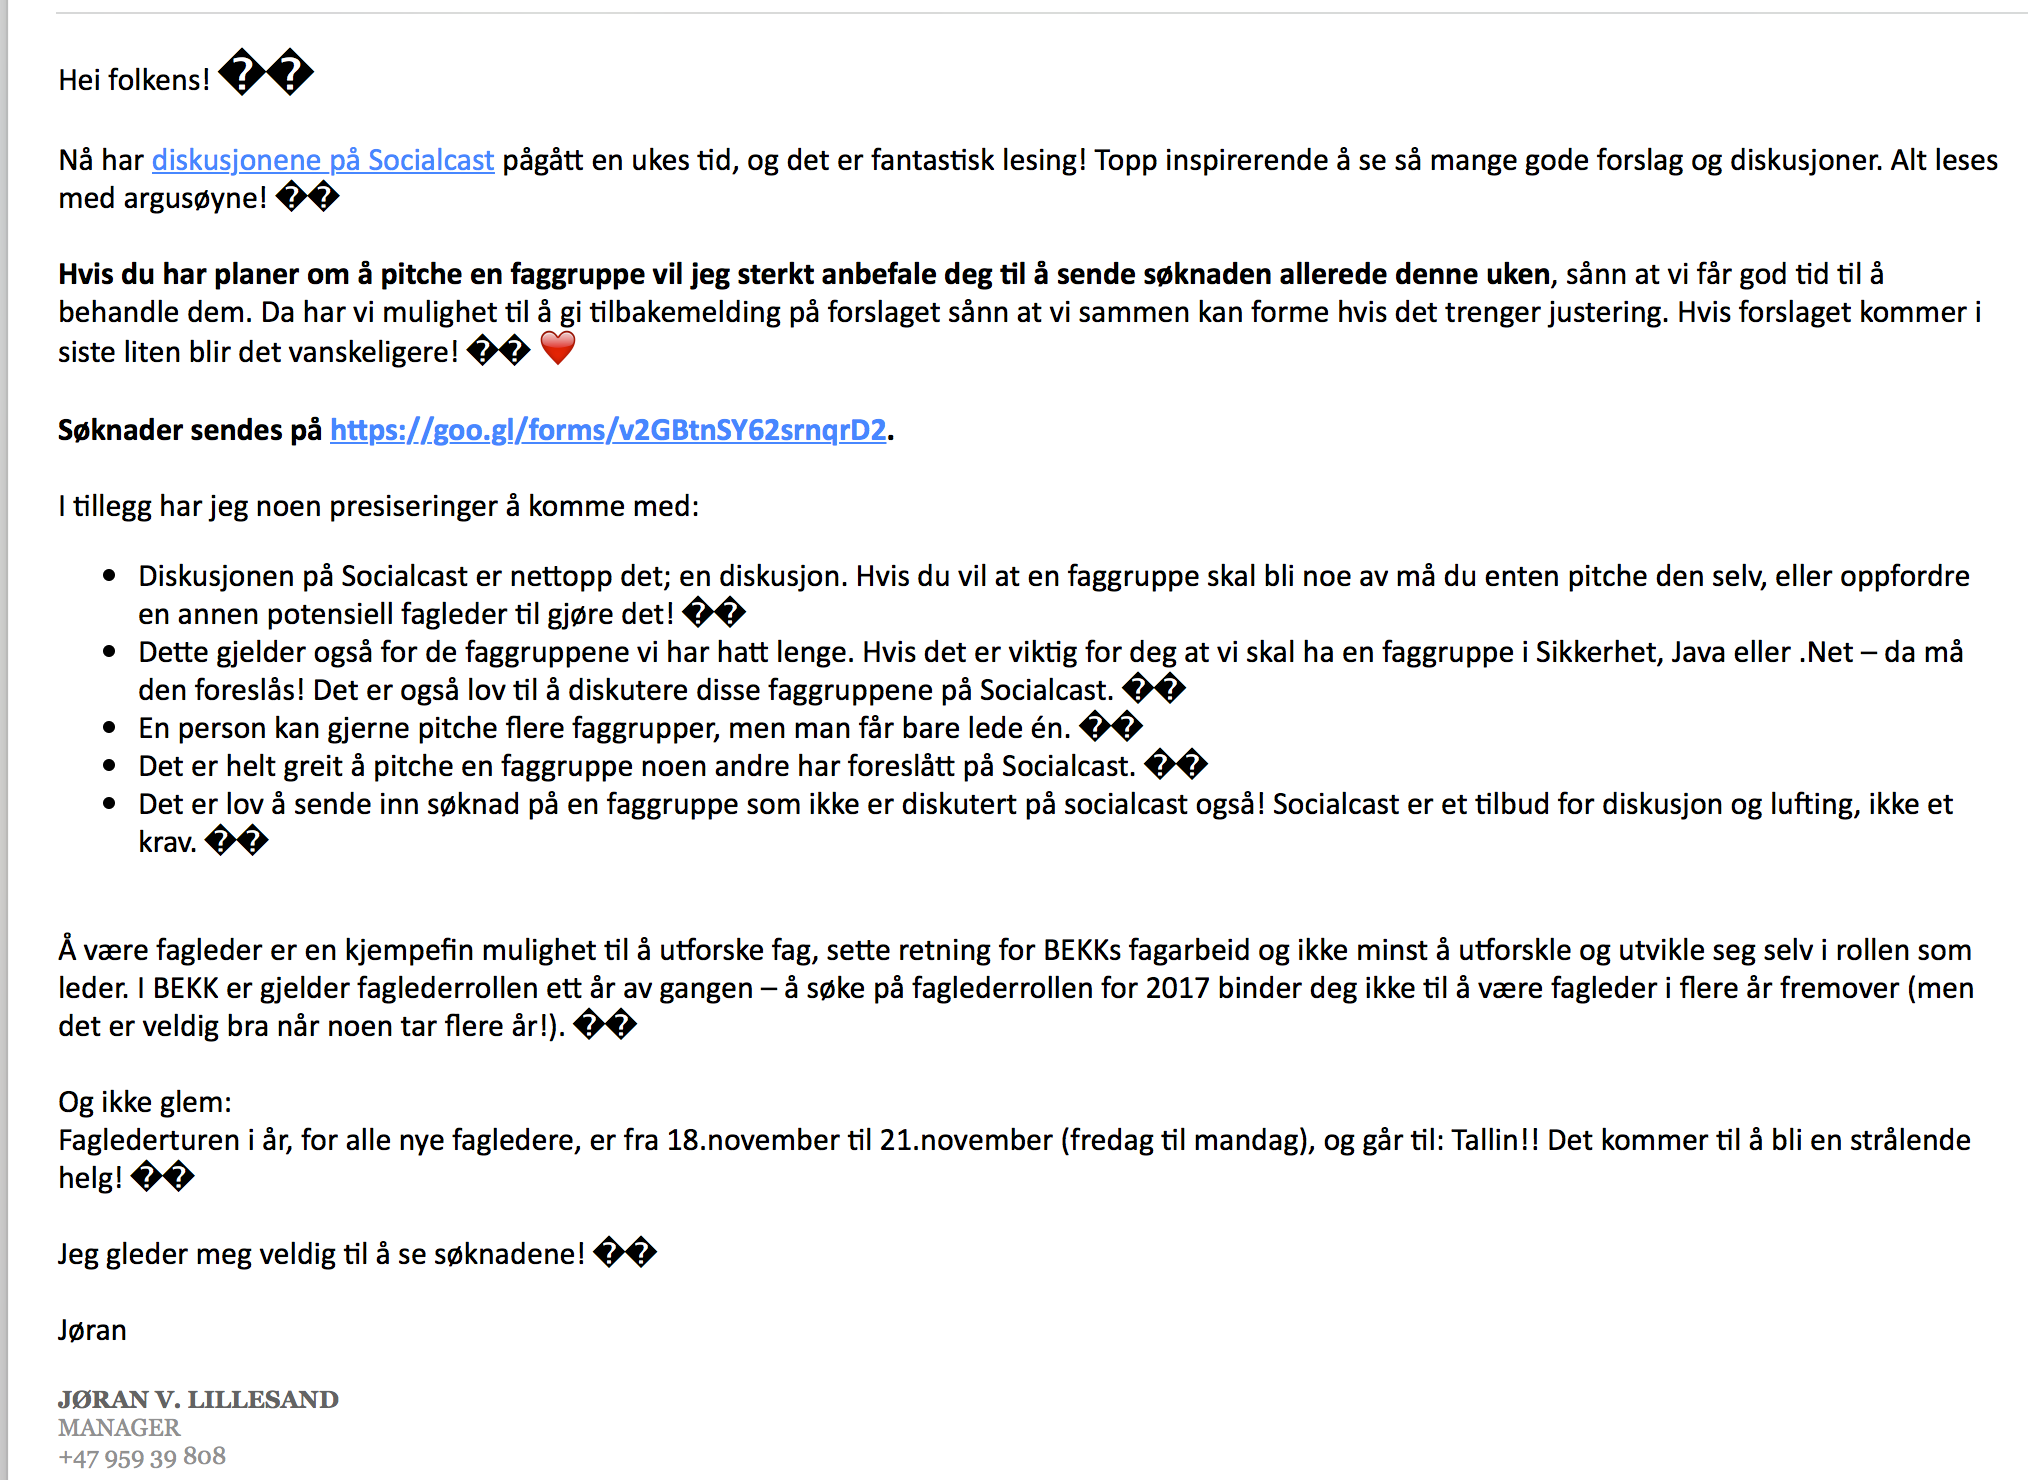 Hei folkens! ��
Nå har diskusjonene på Socialcast pågått en ukes tid, og det er fantastisk lesing! Topp inspirerende å se så mange gode forslag og diskusjoner. Alt leses
med argusøyne! ��
Hvis du har planer om å pitche en faggruppe vil jeg sterkt anbefale deg til å sende søknaden allerede denne uken, sånn at vi får god tid til å
behandle dem. Da har vi mulighet til å gi tilbakemelding på forslaget sånn at vi sammen kan forme hvis det trenger justering. Hvis forslaget kommer i
siste liten blir det vanskeligere! �� ❤️
Søknader sendes på https://goo.gl/forms/v2GBtnSY62srnqrD2.
I tillegg har jeg noen presiseringer å komme med:
• Diskusjonen på Socialcast er nettopp det; en diskusjon. Hvis du vil at en faggruppe skal bli noe av må du enten pitche den selv, eller oppfordre
en annen potensiell fagleder til gjøre det! ��
• Dette gjelder også for de faggruppene vi har hatt lenge. Hvis det er viktig for deg at vi skal ha en faggruppe i Sikkerhet, Java eller .Net – da må
den foreslås! Det er også lov til å diskutere disse faggruppene på Socialcast. ��
• En person kan gjerne pitche flere faggrupper, men man får bare lede én. ��
• Det er helt greit å pitche en faggruppe noen andre har foreslått på Socialcast. ��
• Det er lov å sende inn søknad på en faggruppe som ikke er diskutert på socialcast også! Socialcast er et tilbud for diskusjon og lufting, ikke et
krav. ��
Å være fagleder er en kjempefin mulighet til å utforske fag, sette retning for BEKKs fagarbeid og ikke minst å utforskle og utvikle seg selv i rollen som
leder. I BEKK er gjelder faglederrollen ett år av gangen – å søke på faglederrollen for 2017 binder deg ikke til å være fagleder i flere år fremover (men
det er veldig bra når noen tar flere år!). ��
Og ikke glem:
Faglederturen i år, for alle nye fagledere, er fra 18.november til 21.november (fredag til mandag), og går til: Tallin!! Det kommer til å bli en strålende
helg! ��
Jeg gleder meg veldig til å se søknadene! ��
Jøran
JØRAN V. LILLESAND
MANAGER
+47 959 39 808